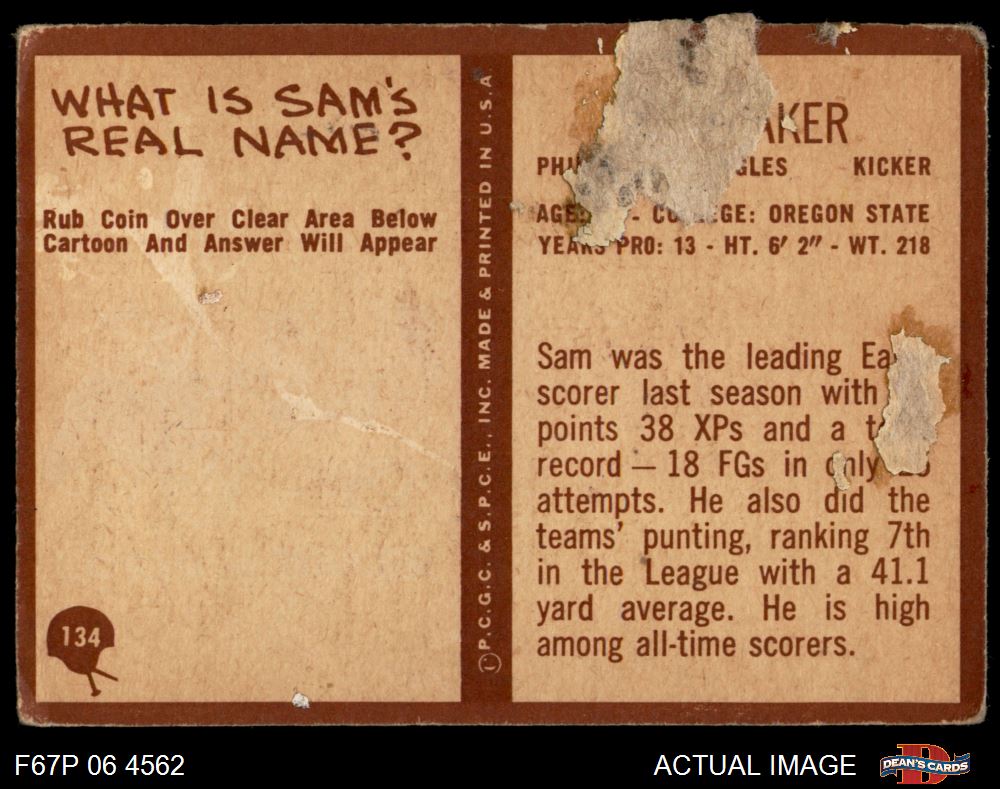 WHAT IS SAM'S
REAL NAME?
Rub Coin Over Clear Area Below
Cartoon And Answer Will Appear
134
© P.C.G.C. & S.P.C.E., INC. MADE & PRINTED IN U.S.A
AKER
PHI GLES KICKER
AGE: - COLLEGE: OREGON STATE
YEARS PRO: 13 - HT. 6' 2" - WT. 218
Sam was the leading Ea
scorer last season with
points 38 XPs and a t
record — 18 FGs in only
attempts. He also did the
teams' punting, ranking 7th
in the League with a 41.1
yard average. He is high
among all-time scorers.
F67P 06 4562
ACTUAL IMAGE
DEAN'S CARDS